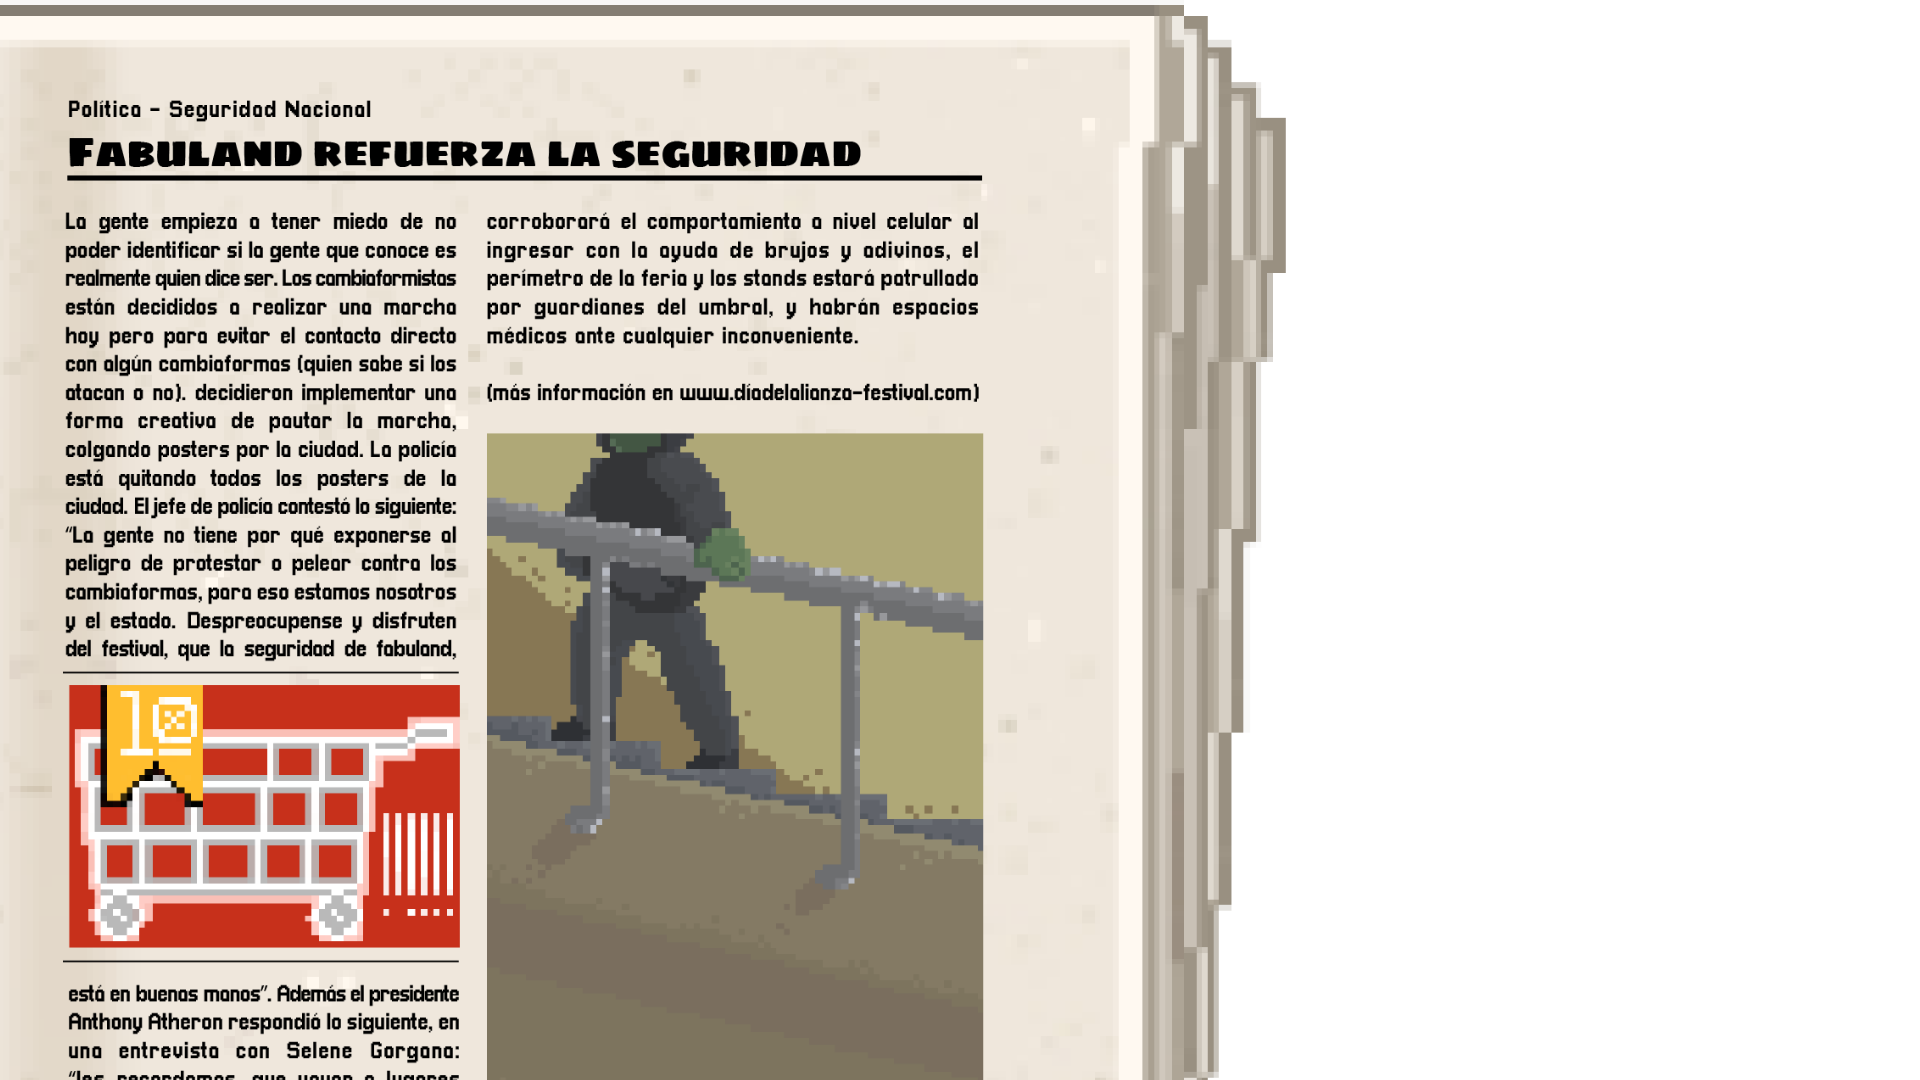 Política - Seguridad Nacional
Fabuland refuerza la seguridad
La gente empieza a tener miedo de no
poder identificar si la gente que conoce es
realmente quien dice ser. Los cambiaformistas
están decididos a realizar una marcha
hoy pero para evitar el contacto directo
con algún cambiaformas (quien sabe si los
atacan o no). decidieron implementar una
forma creativa de pautar la marcha,
colgando posters por la ciudad. La policía
está quitando todos los posters de la
ciudad. El jefe de policía contestó lo siguiente:
"La gente no tiene por qué exponerse al
peligro de protestar o pelear contra los
cambiaformas, para eso estamos nosotros
y el estado. Despreocupense y disfruten
del festival, que la seguridad de fabuland,
10
está en buenas manos". Además el presidente
Anthony Atheron respondió lo siguiente, en
una entrevista con Selene Gorgana:
"les recordamos, que vayan a lugares
corroborará el comportamiento a nivel celular al
ingresar con la ayuda de brujos y adivinos, el
perímetro de la feria y los stands estará patrullado
por guardianes del umbral, y habrán espacios
médicos ante cualquier inconveniente.
(más información en www.díadelalianza-festival.com)